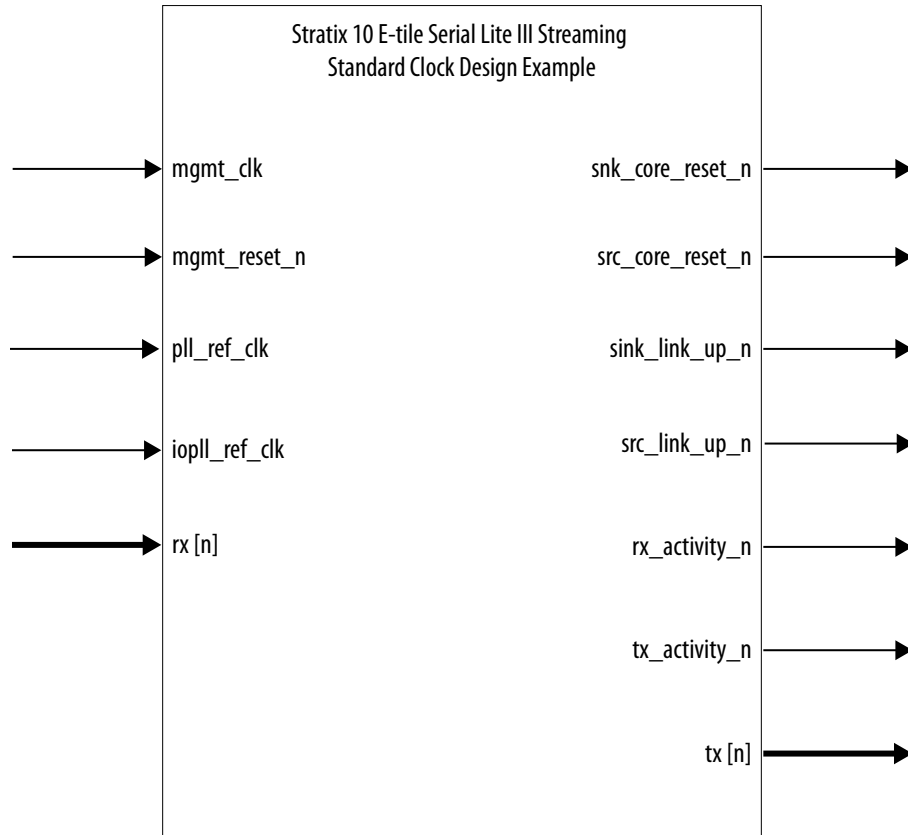 Stratix 10 E-tile Serial Lite III Streaming
Standard Clock Design Example
mgmt_clk
snk_core_reset_n
mgmt_reset_n
src_core_reset_n
pll_ref_clk
sink_link_up_n
iopll_ref_clk
src_link_up_n
rx [n]
rx_activity_n
tx_activity_n
tx [n]